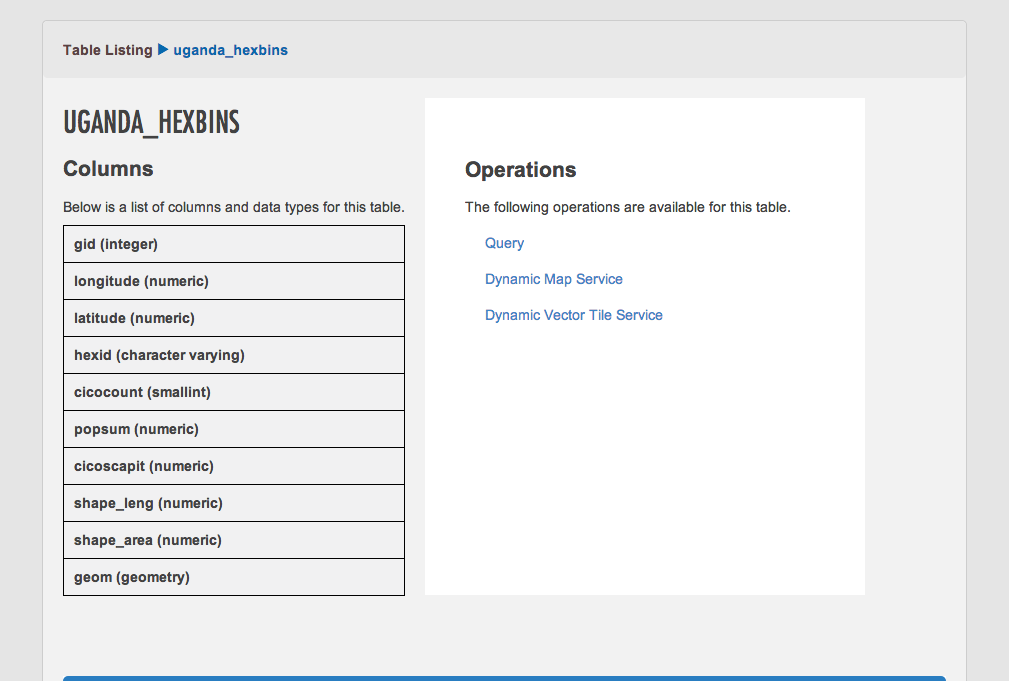 Table Listing ▶ uganda_hexbins
UGANDA_HEXBINS
Columns
Below is a list of columns and data types for this table.
gid (integer)
longitude (numeric)
latitude (numeric)
hexid (character varying)
cicocount (smallint)
popsum (numeric)
cicoscapit (numeric)
shape_leng (numeric)
shape_area (numeric)
geom (geometry)
Operations
The following operations are available for this table.
Query
Dynamic Map Service
Dynamic Vector Tile Service